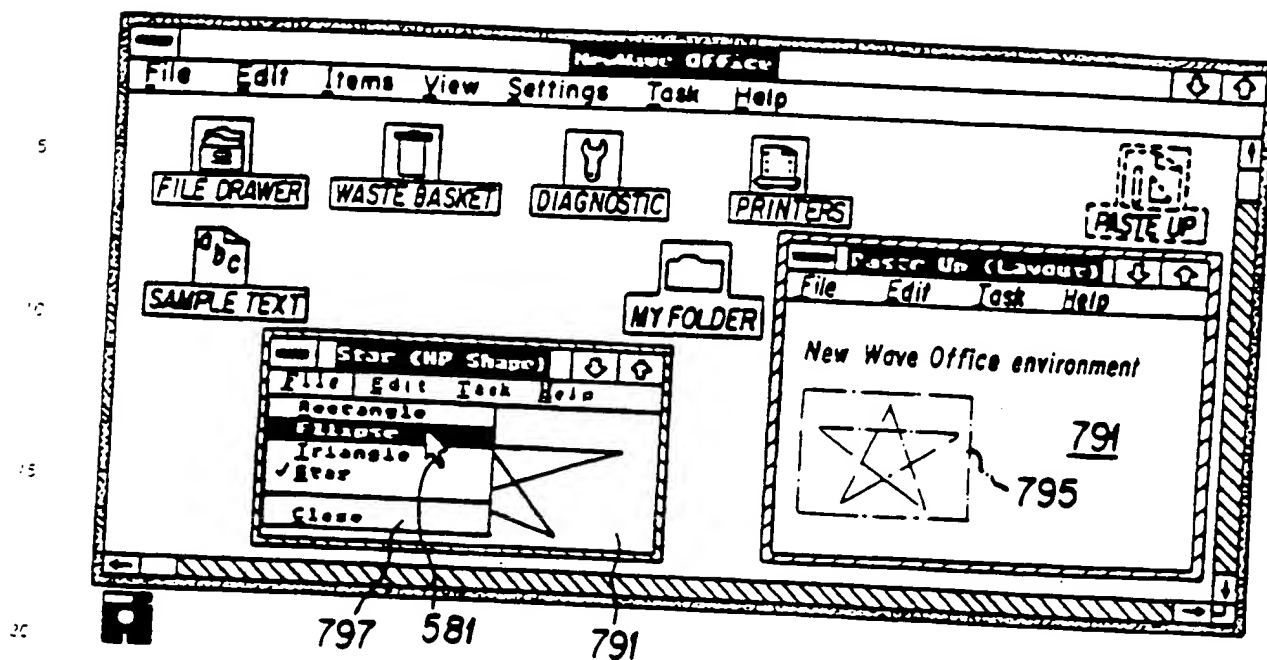 NewWave Office
File Edit Items View Settings Task Help
5
FILE DRAWER WASTE BASKET DIAGNOSTIC PRINTERS PASTE UP
SAMPLE TEXT MY FOLDER
10
Star (HP Shape)
File Edit Task Help
Rectangle
Ellipse
Triangle
✓ Star
Close
Paste Up (Layout)
File Edit Task Help
New Wave Office environment
791
795
15
797 581 791
20